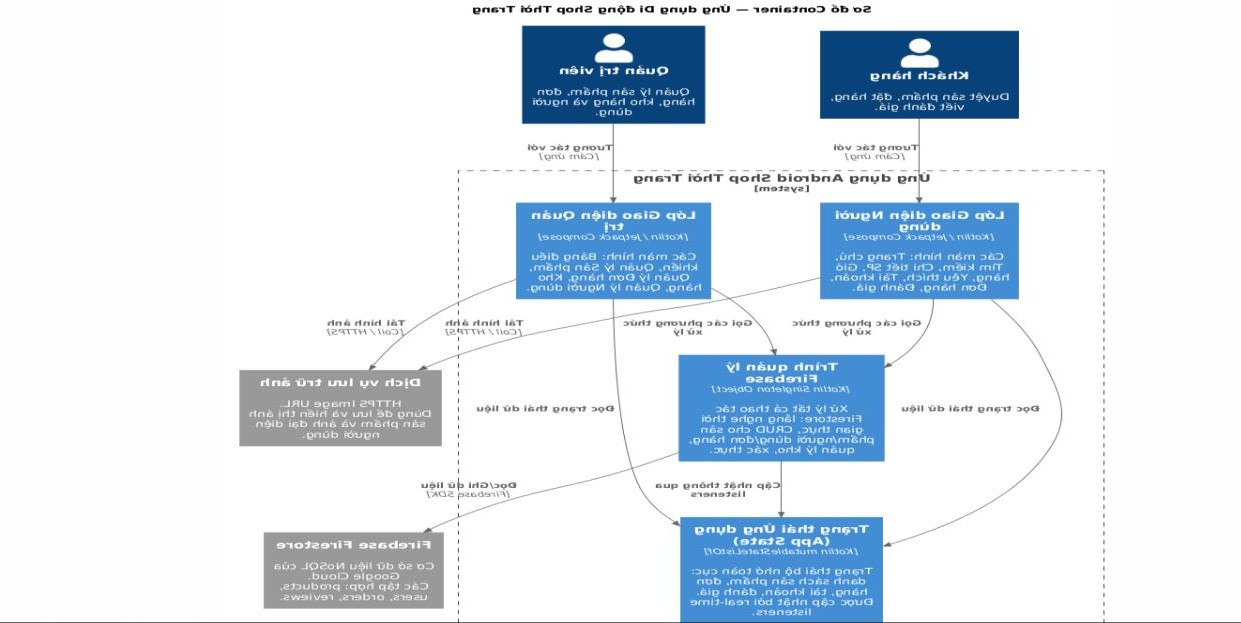 Sơ đồ Container — Ứng dụng Di động Shop Thời Trang
Khách hàng
Duyệt sản phẩm, đặt hàng,
viết đánh giá.
Quản trị viên
Quản lý sản phẩm, đơn
hàng, kho hàng và người
dùng.
Tương tác với
[Cảm ứng]
Tương tác với
[Cảm ứng]
Ứng dụng Android Shop Thời Trang
[system]
Lớp Giao diện Người
dùng
[Kotlin / Jetpack Compose]
Các màn hình: Trang chủ,
Tìm kiếm, Chi tiết SP, Giỏ
hàng, Yêu thích, Tài khoản,
Đơn hàng, Đánh giá.
Lớp Giao diện Quản
trị
[Kotlin / Jetpack Compose]
Các màn hình: Bảng điều
khiển, Quản lý Sản phẩm,
Quản lý Đơn hàng, Kho
hàng, Quản lý Người dùng.
Gọi các phương thức
xử lý
Gọi các phương thức
xử lý
Tải hình ảnh
[Coil / HTTPS]
Tải hình ảnh
[Coil / HTTPS]
Trình quản lý
Firebase
[Kotlin Singleton Object]
Xử lý tất cả thao tác
Firestore: lắng nghe thời
gian thực, CRUD cho sản
phẩm/người dùng/đơn hàng,
quản lý kho, xác thực.
Dịch vụ lưu trữ ảnh
HTTPS Image URL.
Dùng để lưu và hiển thị ảnh
sản phẩm và ảnh đại diện
người dùng.
Đọc trạng thái dữ liệu
Đọc trạng thái dữ liệu
Cập nhật thông qua
listeners
Đọc/Ghi dữ liệu
[Firebase SDK]
Trạng thái Ứng dụng
(App State)
[Kotlin mutableStateListOf]
Trạng thái bộ nhớ toàn cục:
danh sách sản phẩm, đơn
hàng, tài khoản, đánh giá.
Được cập nhật bởi real-time
listeners.
Firebase Firestore
Cơ sở dữ liệu NoSQL của
Google Cloud.
Các tập hợp: products,
users, orders, reviews.